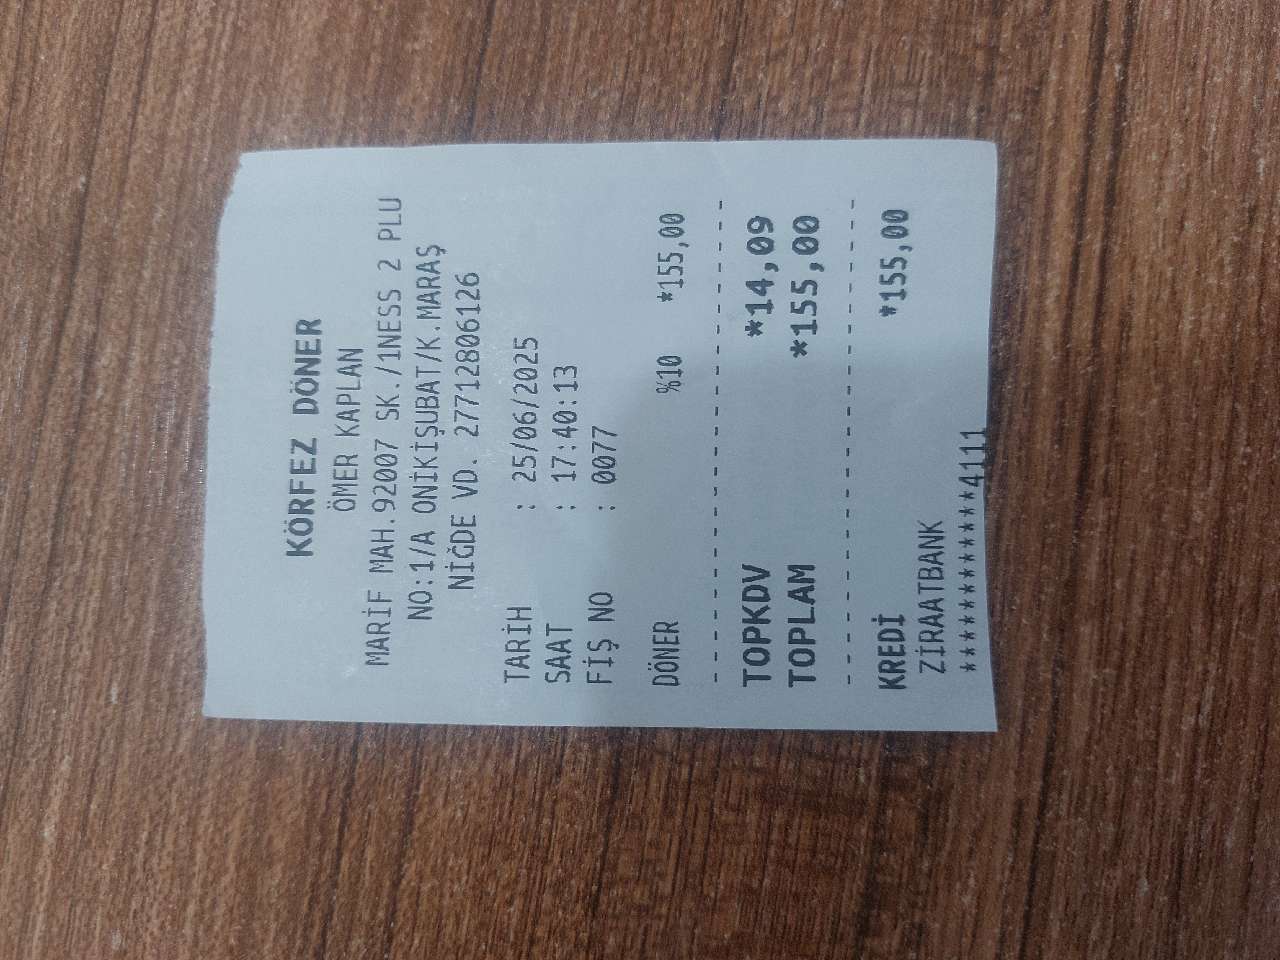 KÖRFEZ DÖNER
ÖMER KAPLAN
MARİF MAH.92007 SK./1NESS 2 PLU
NO:1/A ONİKİŞUBAT/K.MARAŞ
NİĞDE VD. 27712806126
TARİH : 25/06/2025
SAAT : 17:40:13
FİŞ NO : 0077
DÖNER %10 *155,00
TOPKDV *14,09
TOPLAM *155,00
KREDİ *155,00
ZİRAATBANK
************4111